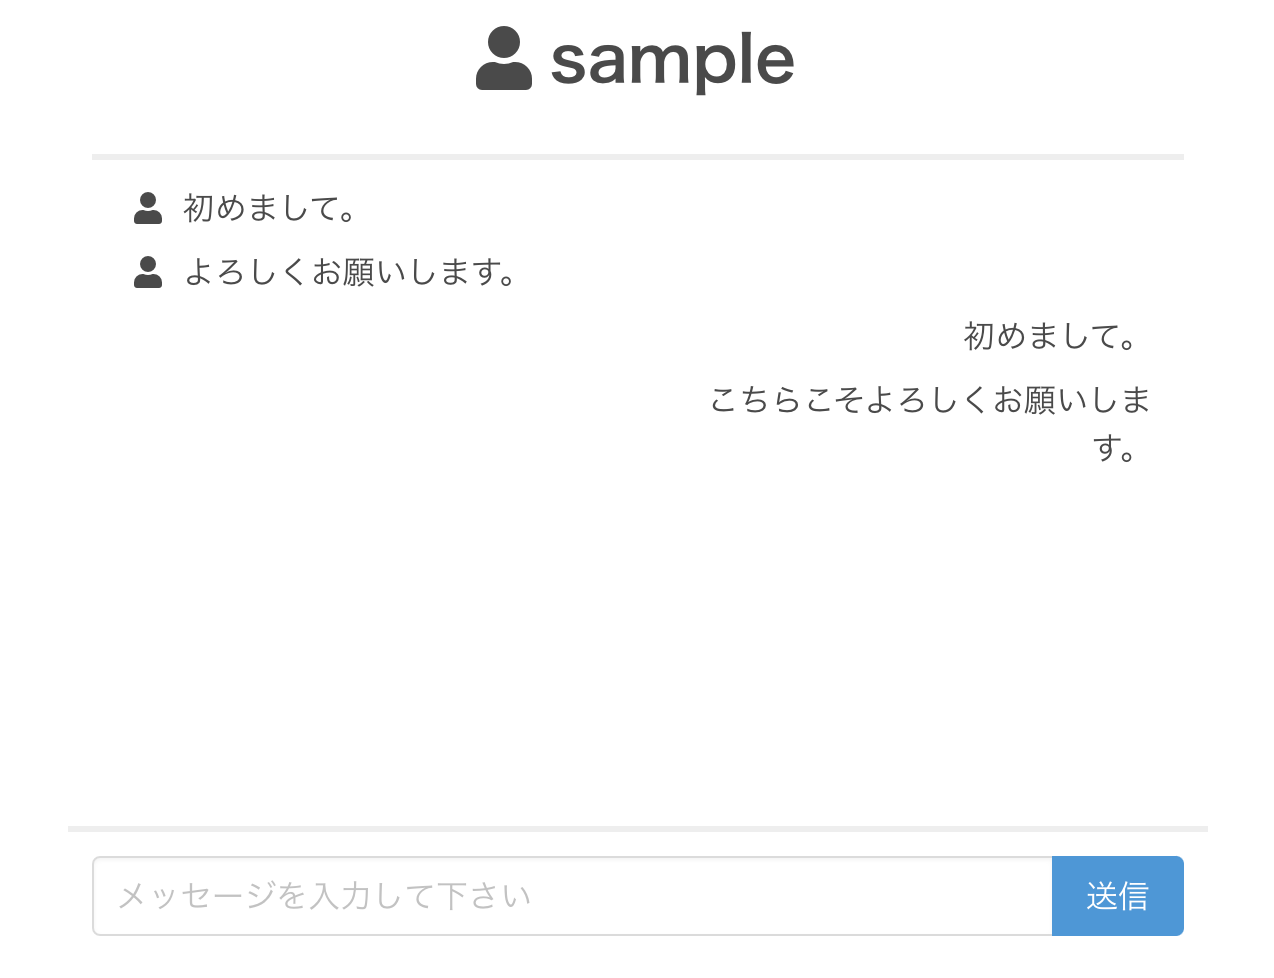 sample
初めまして。
よろしくお願いします。
初めまして。
こちらこそよろしくお願いしま
す。
メッセージを入力して下さい
送信